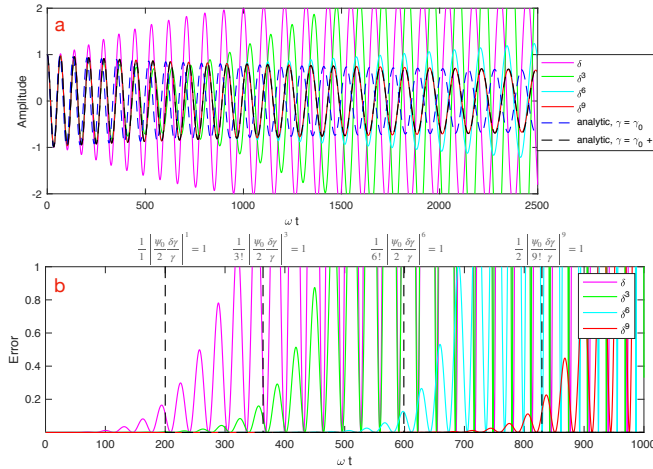 a
2
1
0
-1
-2
Amplitude
0 500 1000 1500 2000 2500
ω t
δ
δ³
δ⁶
δ⁹
analytic, γ = γ₀
analytic, γ = γ₀ +
1/1 |ψ₀/2 δγ/γ|¹ = 1
1/3! |ψ₀/2 δγ/γ|³ = 1
1/6! |ψ₀/2 δγ/γ|⁶ = 1
1/2 |ψ₀/9! δγ/γ|⁹ = 1
b
1
0.8
0.6
0.4
0.2
0
Error
0 100 200 300 400 500 600 700 800 900 1000
ω t
δ
δ³
δ⁶
δ⁹